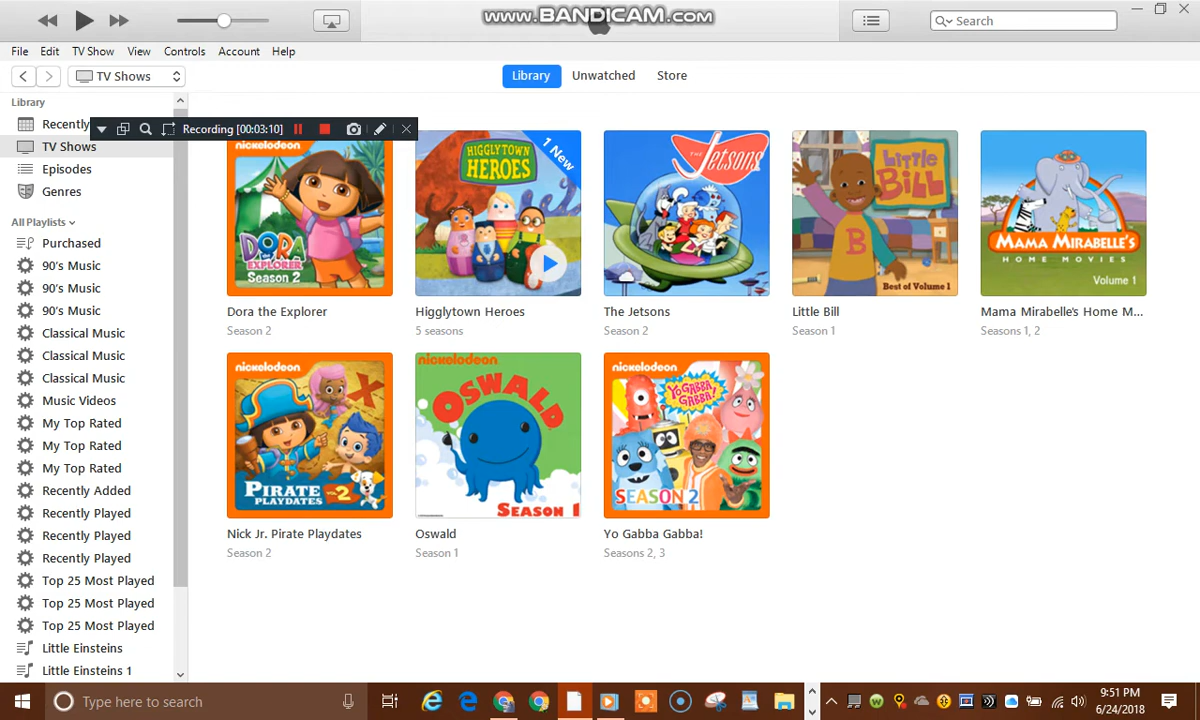 www.BANDICAM.com
Search
File Edit TV Show View Controls Account Help
TV Shows
Library Unwatched Store
Library
Recently
Recording [00:03:10]
TV Shows
Episodes
Genres
All Playlists
Purchased
90's Music
90's Music
90's Music
Classical Music
Classical Music
Classical Music
Music Videos
My Top Rated
My Top Rated
My Top Rated
Recently Added
Recently Played
Recently Played
Recently Played
Top 25 Most Played
Top 25 Most Played
Top 25 Most Played
Little Einsteins
Little Einsteins 1
nickelodeon
DORA
the EXPLORER
Season 2
Dora the Explorer
Season 2
HIGGLYTOWN
HEROES
1 New
Higglytown Heroes
5 seasons
THE
Jetsons
The Jetsons
Season 2
LITTLE
BiLL
B
Best of Volume 1
Little Bill
Season 1
MAMA MIRABELLE'S
HOME MOVIES
Volume 1
Mama Mirabelle's Home M...
Seasons 1, 2
nickelodeon
PIRATE
PLAYDATES
VOL 2
Nick Jr. Pirate Playdates
Season 2
nickelodeon
OSWALD
SEASON 1
Oswald
Season 1
nickelodeon
YO GABBA
GABBA!
SEASON 2
Yo Gabba Gabba!
Seasons 2, 3
Type here to search
9:51 PM
6/24/2018